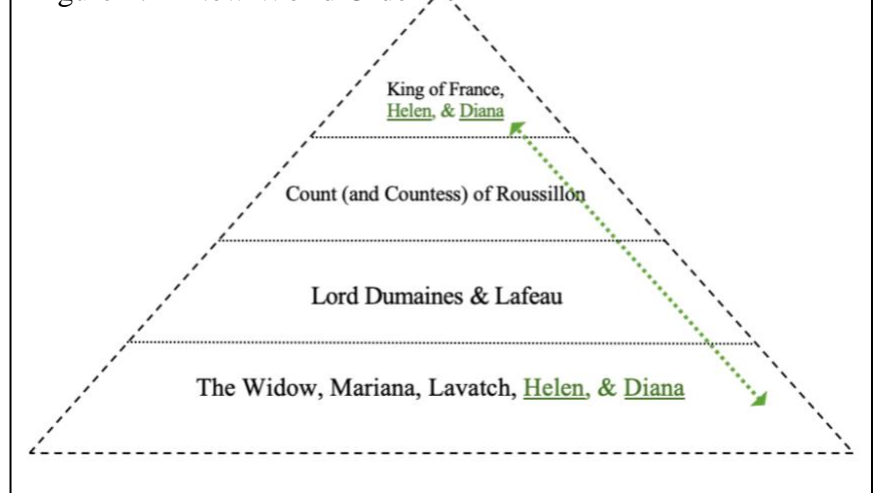 King of France,
Helen, & Diana
Count (and Countess) of Roussillon
Lord Dumaines & Lafeau
The Widow, Mariana, Lavatch, Helen, & Diana